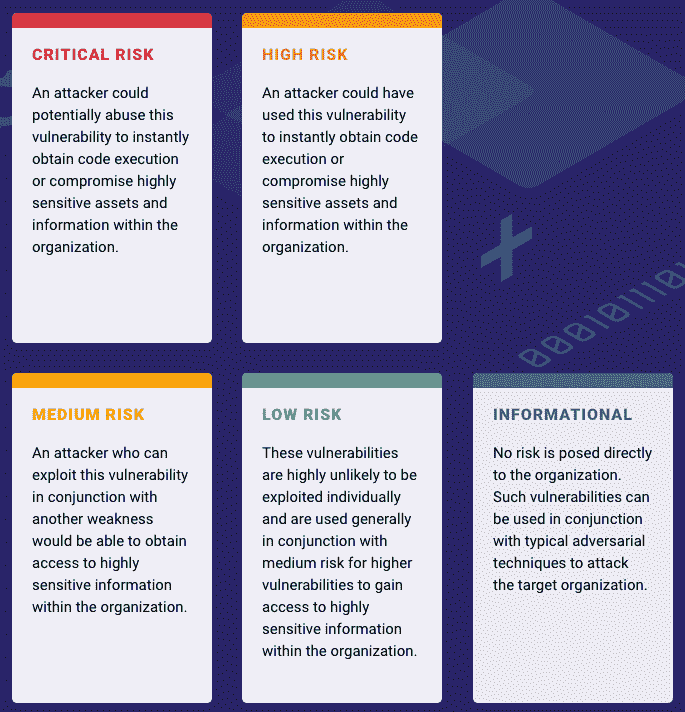 CRITICAL RISK
An attacker could
potentially abuse this
vulnerability to instantly
obtain code execution
or compromise highly
sensitive assets and
information within the
organization.
HIGH RISK
An attacker could have
used this vulnerability
to instantly obtain code
execution or
compromise highly
sensitive assets and
information within the
organization.
MEDIUM RISK
An attacker who can
exploit this vulnerability
in conjunction with
another weakness
would be able to obtain
access to highly
sensitive information
within the organization.
LOW RISK
These vulnerabilities
are highly unlikely to be
exploited individually
and are used generally
in conjunction with
medium risk for higher
vulnerabilities to gain
access to highly
sensitive information
within the organization.
INFORMATIONAL
No risk is posed directly
to the organization.
Such vulnerabilities can
be used in conjunction
with typical adversarial
techniques to attack
the target organization.